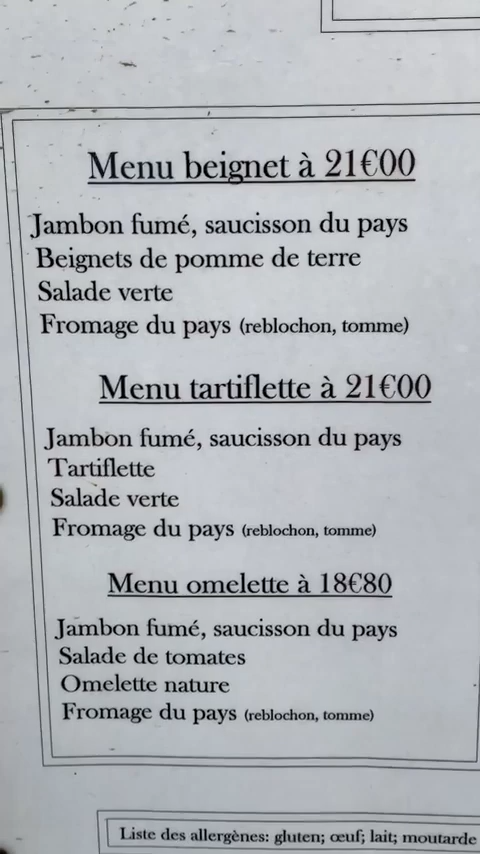 Menu beignet à 21€00
Jambon fumé, saucisson du pays
Beignets de pomme de terre
Salade verte
Fromage du pays (reblochon, tomme)
Menu tartiflette à 21€00
Jambon fumé, saucisson du pays
Tartiflette
Salade verte
Fromage du pays (reblochon, tomme)
Menu omelette à 18€80
Jambon fumé, saucisson du pays
Salade de tomates
Omelette nature
Fromage du pays (reblochon, tomme)
Liste des allergènes: gluten; œuf; lait; moutarde